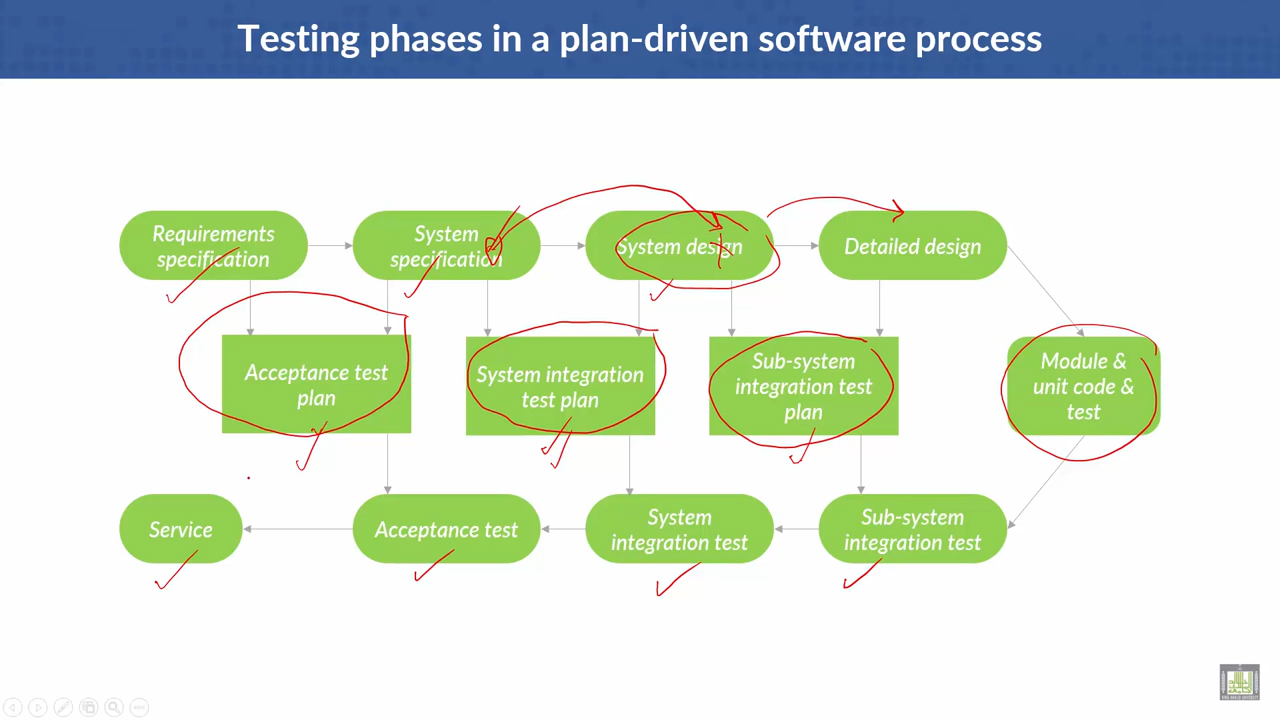 Testing phases in a plan-driven software process
Requirements
specification
System
specification
System design
Detailed design
Acceptance test
plan
System integration
test plan
Sub-system
integration test
plan
Module &
unit code &
test
Service
Acceptance test
System
integration test
Sub-system
integration test